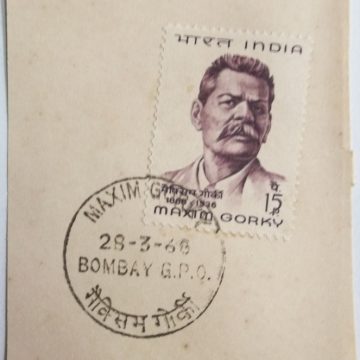 भारत INDIA
मैक्सिम गोर्की
1868-1936
15 पै.
P
MAXIM GORKY
MAXIM G
28-3-68
BOMBAY G.P.O.
मैक्सिम गोर्की